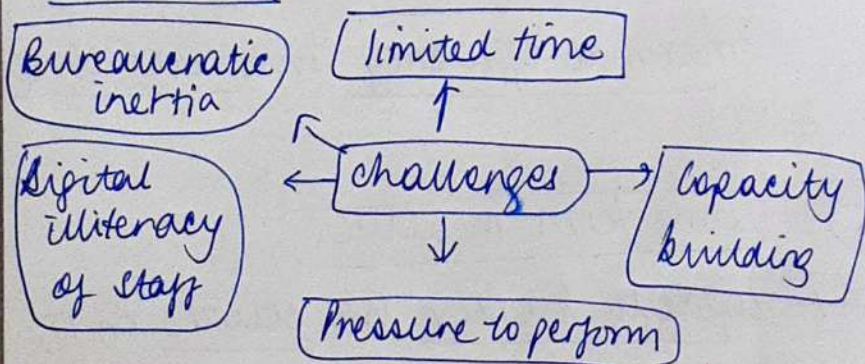 Bureaucratic
inertia
limited time
Digital
illiteracy
of staff
Challenges
Capacity
building
Pressure to perform